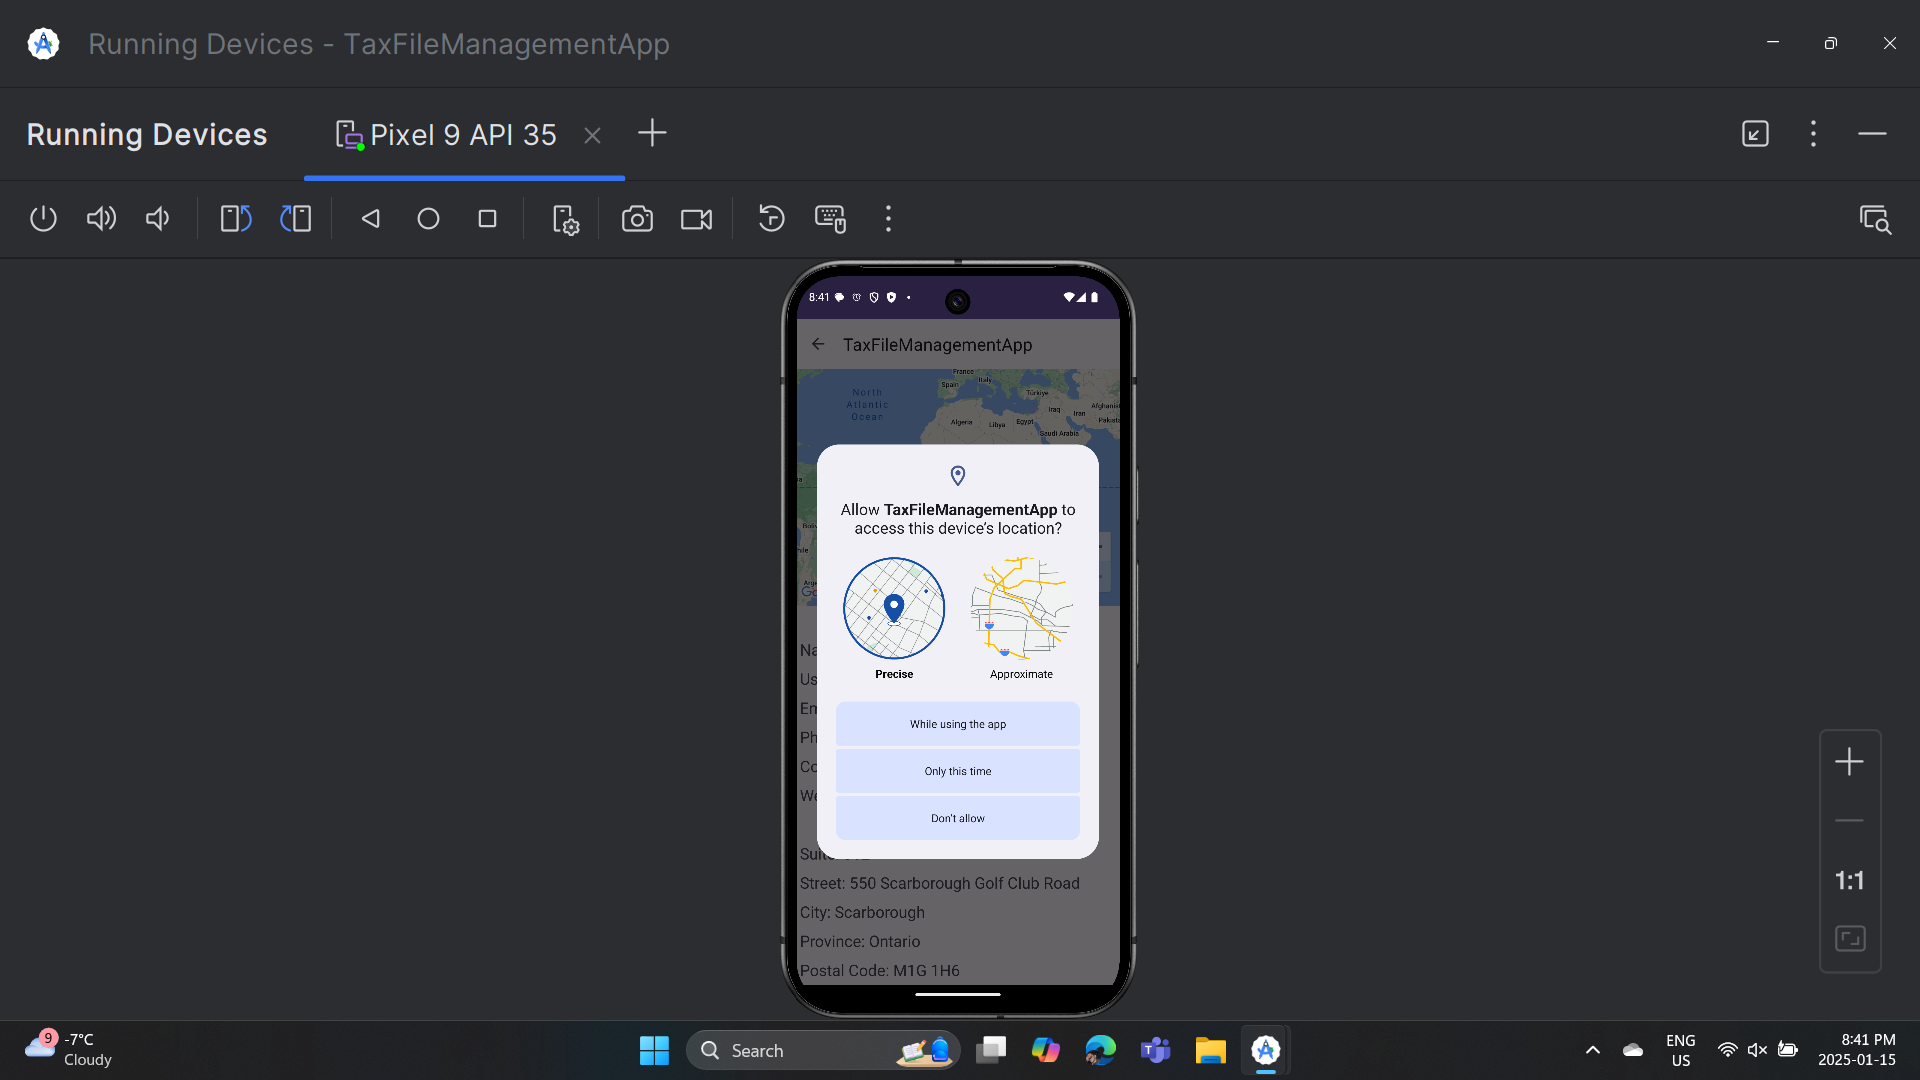 Running Devices - TaxFileManagementApp
Running Devices
Pixel 9 API 35
8:41
TaxFileManagementApp
France
Spain
Italy
Türkiye
North
Atlantic
Ocean
Iraq
Iran
Afghanist
Pakista
Algeria
Libya
Egypt
Saudi Arabia
Allow TaxFileManagementApp to
access this device's location?
Precise
Approximate
While using the app
Only this time
Don't allow
Na
Us
Em
Ph
Co
We
Street: 550 Scarborough Golf Club Road
City: Scarborough
Province: Ontario
Postal Code: M1G 1H6
1:1
9
-7°C
Cloudy
Search
ENG
US
8:41 PM
2025-01-15